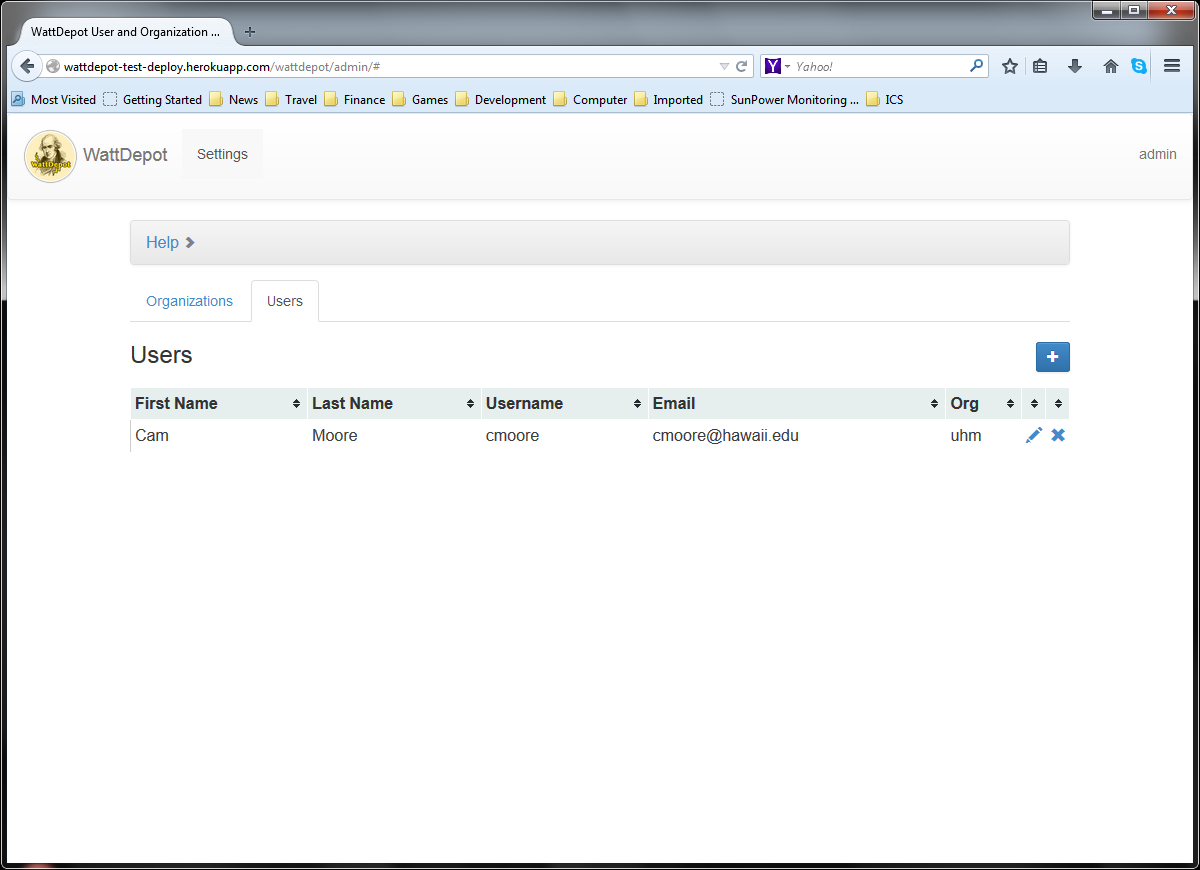 WattDepot User and Organization ...
wattdepot-test-deploy.herokuapp.com/wattdepot/admin/#
Yahoo!
Most Visited Getting Started News Travel Finance Games Development Computer Imported SunPower Monitoring ... ICS
WattDepot WattDepot Settings admin
Help
Organizations Users
Users
First Name Last Name Username Email Org
Cam Moore cmoore cmoore@hawaii.edu uhm